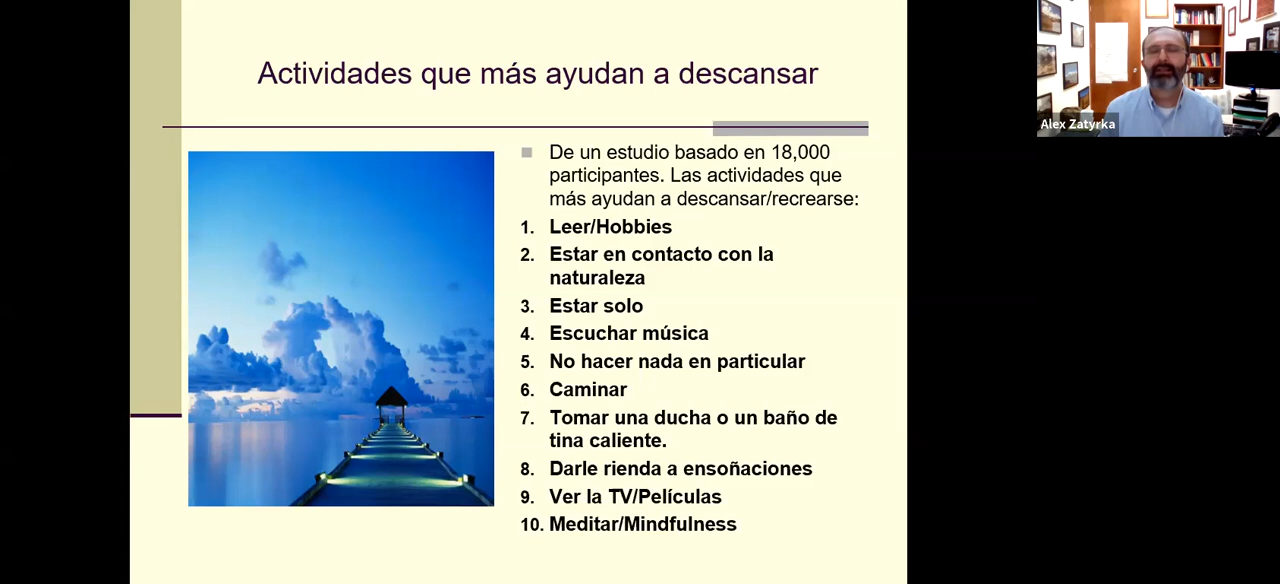 Actividades que más ayudan a descansar
De un estudio basado en 18,000
participantes. Las actividades que
más ayudan a descansar/recrearse:
1. Leer/Hobbies
2. Estar en contacto con la
naturaleza
3. Estar solo
4. Escuchar música
5. No hacer nada en particular
6. Caminar
7. Tomar una ducha o un baño de
tina caliente.
8. Darle rienda a ensoñaciones
9. Ver la TV/Películas
10. Meditar/Mindfulness
Alex Zatyrka